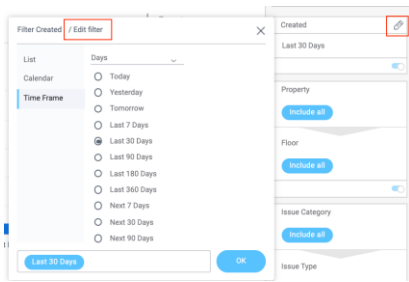 Filter Created / Edit filter
List
Calendar
Time Frame
Days
Today
Yesterday
Tomorrow
Last 7 Days
Last 30 Days
Last 90 Days
Last 180 Days
Last 360 Days
Next 7 Days
Next 30 Days
Next 90 Days
Last 30 Days
OK
Created
Last 30 Days
Property
Include all
Floor
Include all
Issue Category
Include all
Issue Type